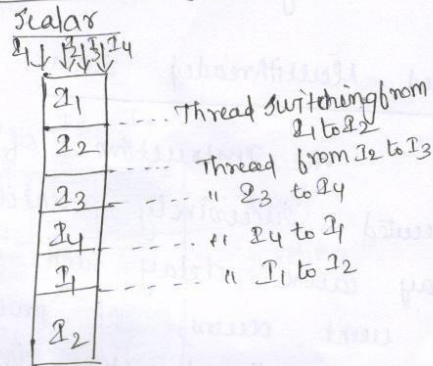 scalar
I1 I2 I3 I4
I1
Thread switching from
I1 to I2
I2
Thread from I2 to I3
I3
" I3 to I4
I4
" I4 to I1
I1
" I1 to I2
I2